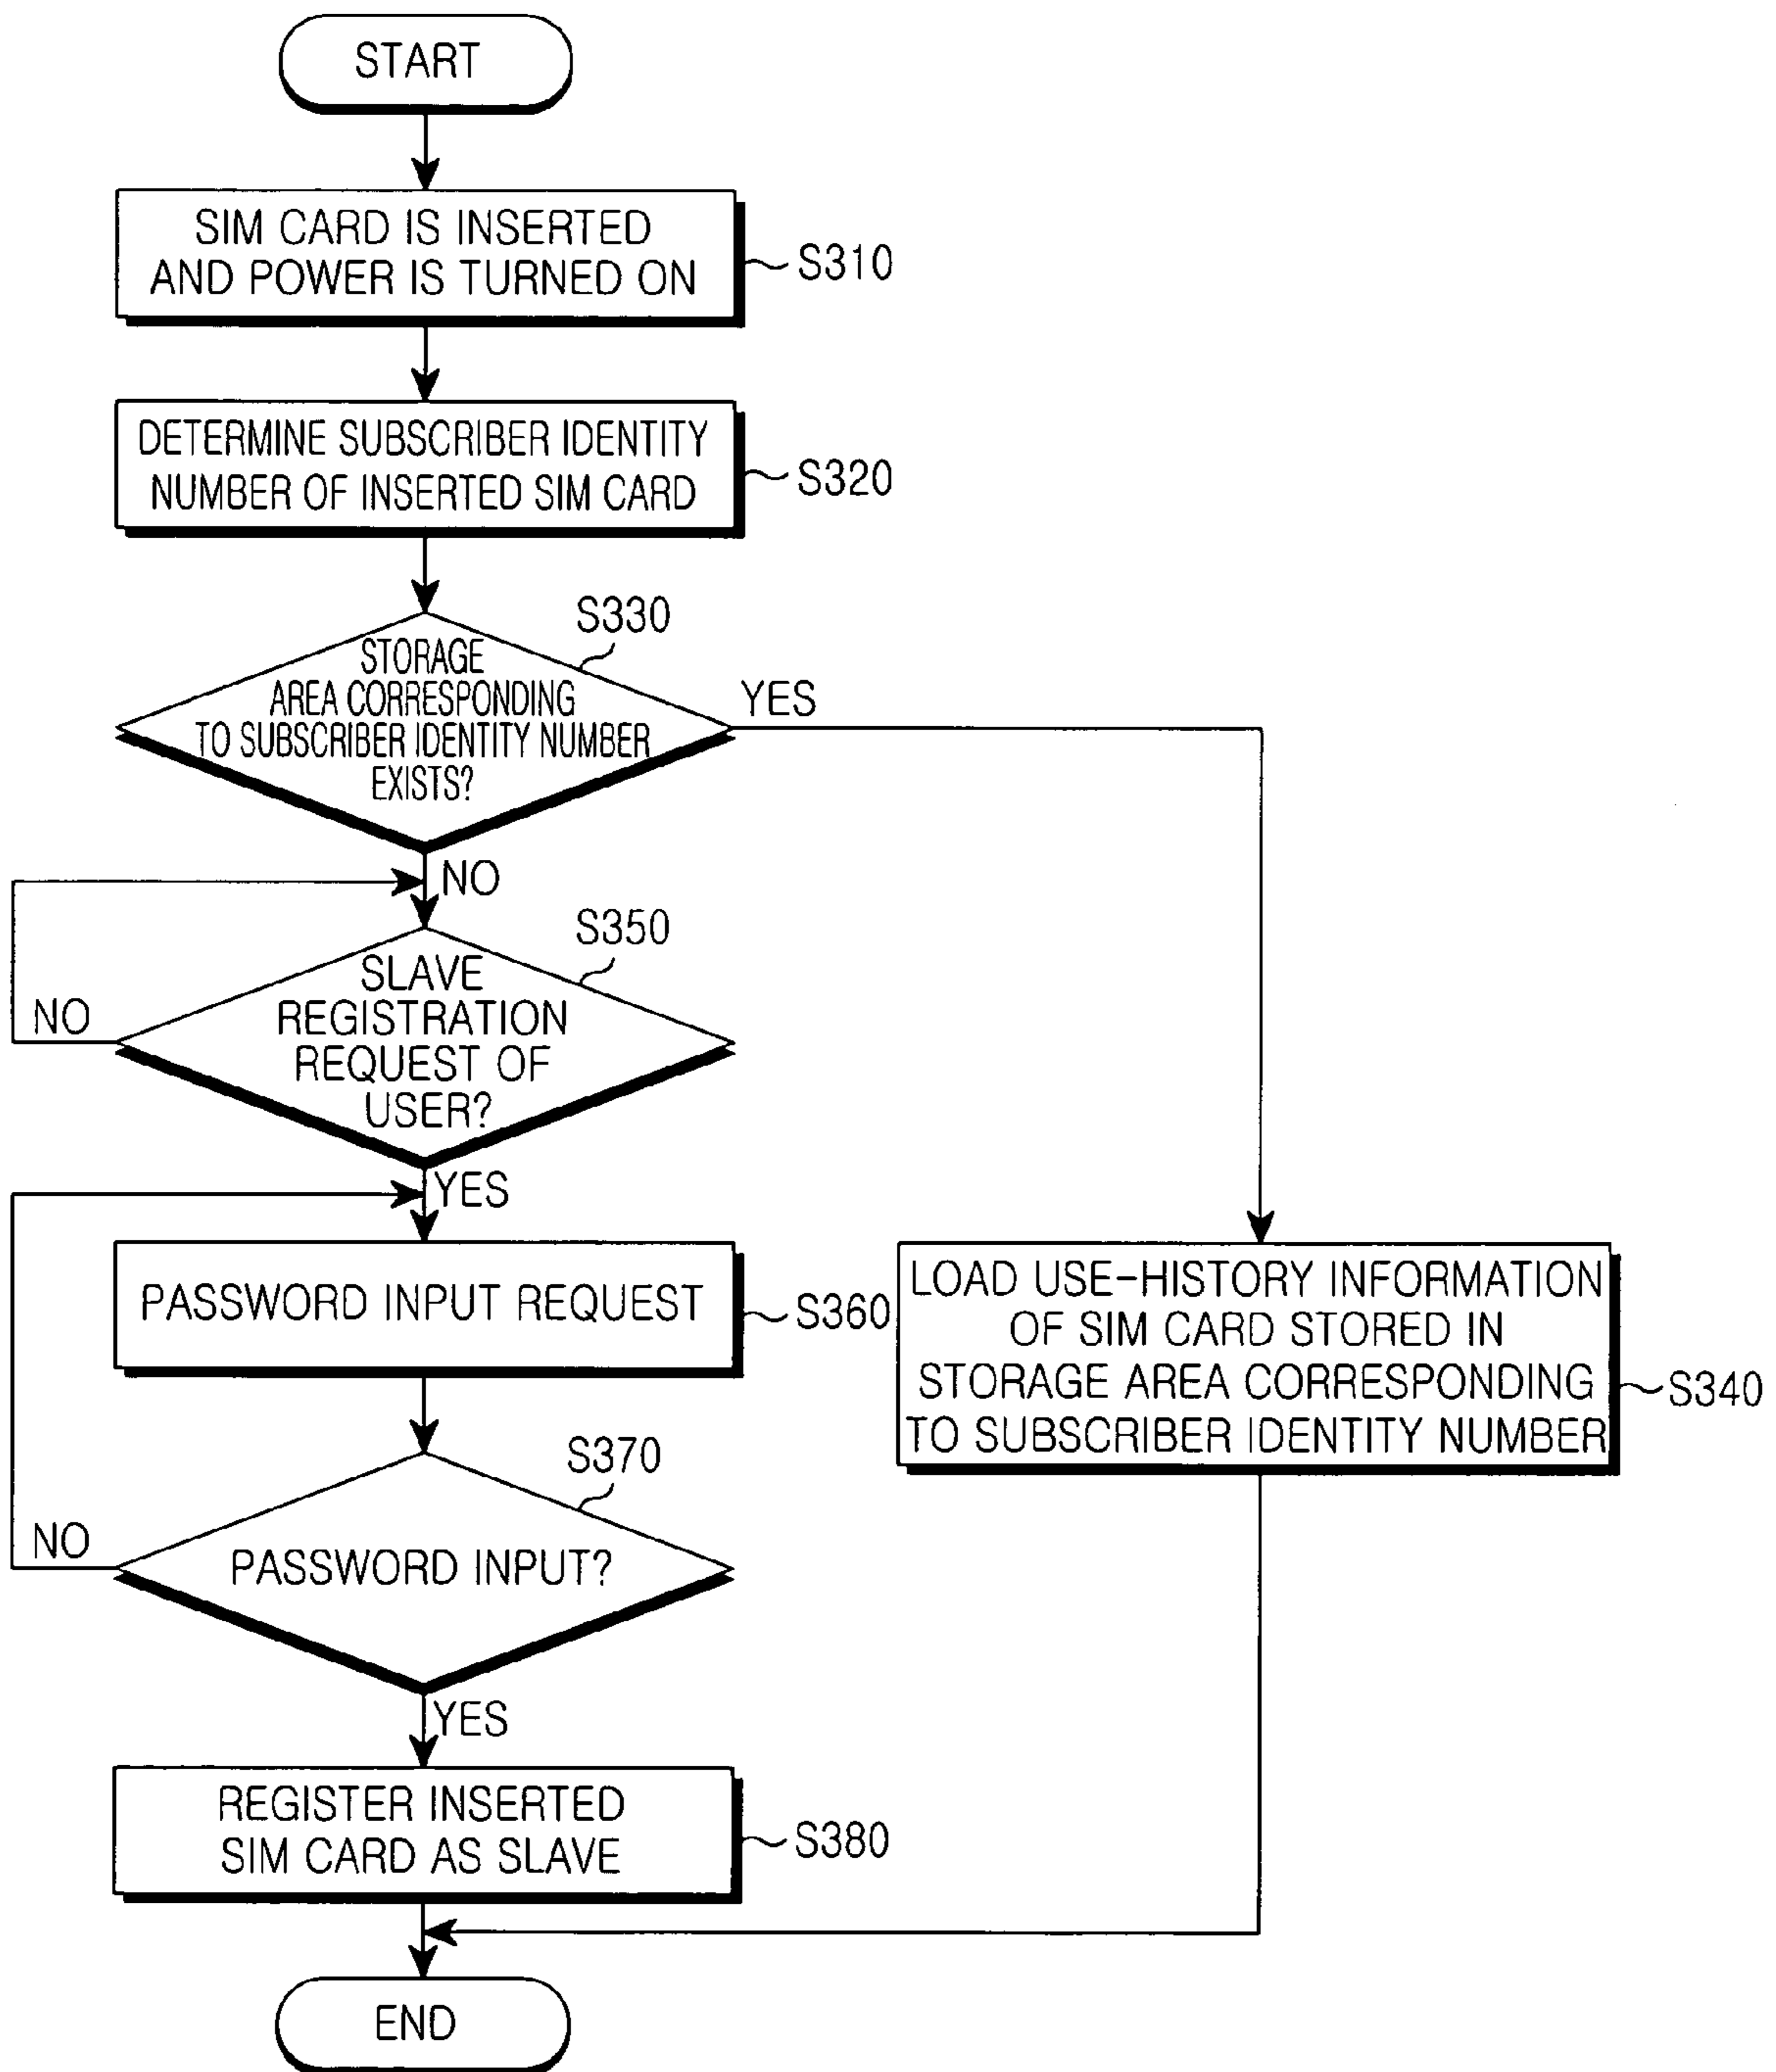 START
SIM CARD IS INSERTED
AND POWER IS TURNED ON
S310
DETERMINE SUBSCRIBER IDENTITY
NUMBER OF INSERTED SIM CARD
S320
S330
STORAGE
AREA CORRESPONDING
TO SUBSCRIBER IDENTITY NUMBER
EXISTS?
YES
NO
S350
SLAVE
REGISTRATION
REQUEST OF
USER?
NO
YES
PASSWORD INPUT REQUEST
S360
LOAD USE-HISTORY INFORMATION
OF SIM CARD STORED IN
STORAGE AREA CORRESPONDING
TO SUBSCRIBER IDENTITY NUMBER
S340
S370
PASSWORD INPUT?
NO
YES
REGISTER INSERTED
SIM CARD AS SLAVE
S380
END